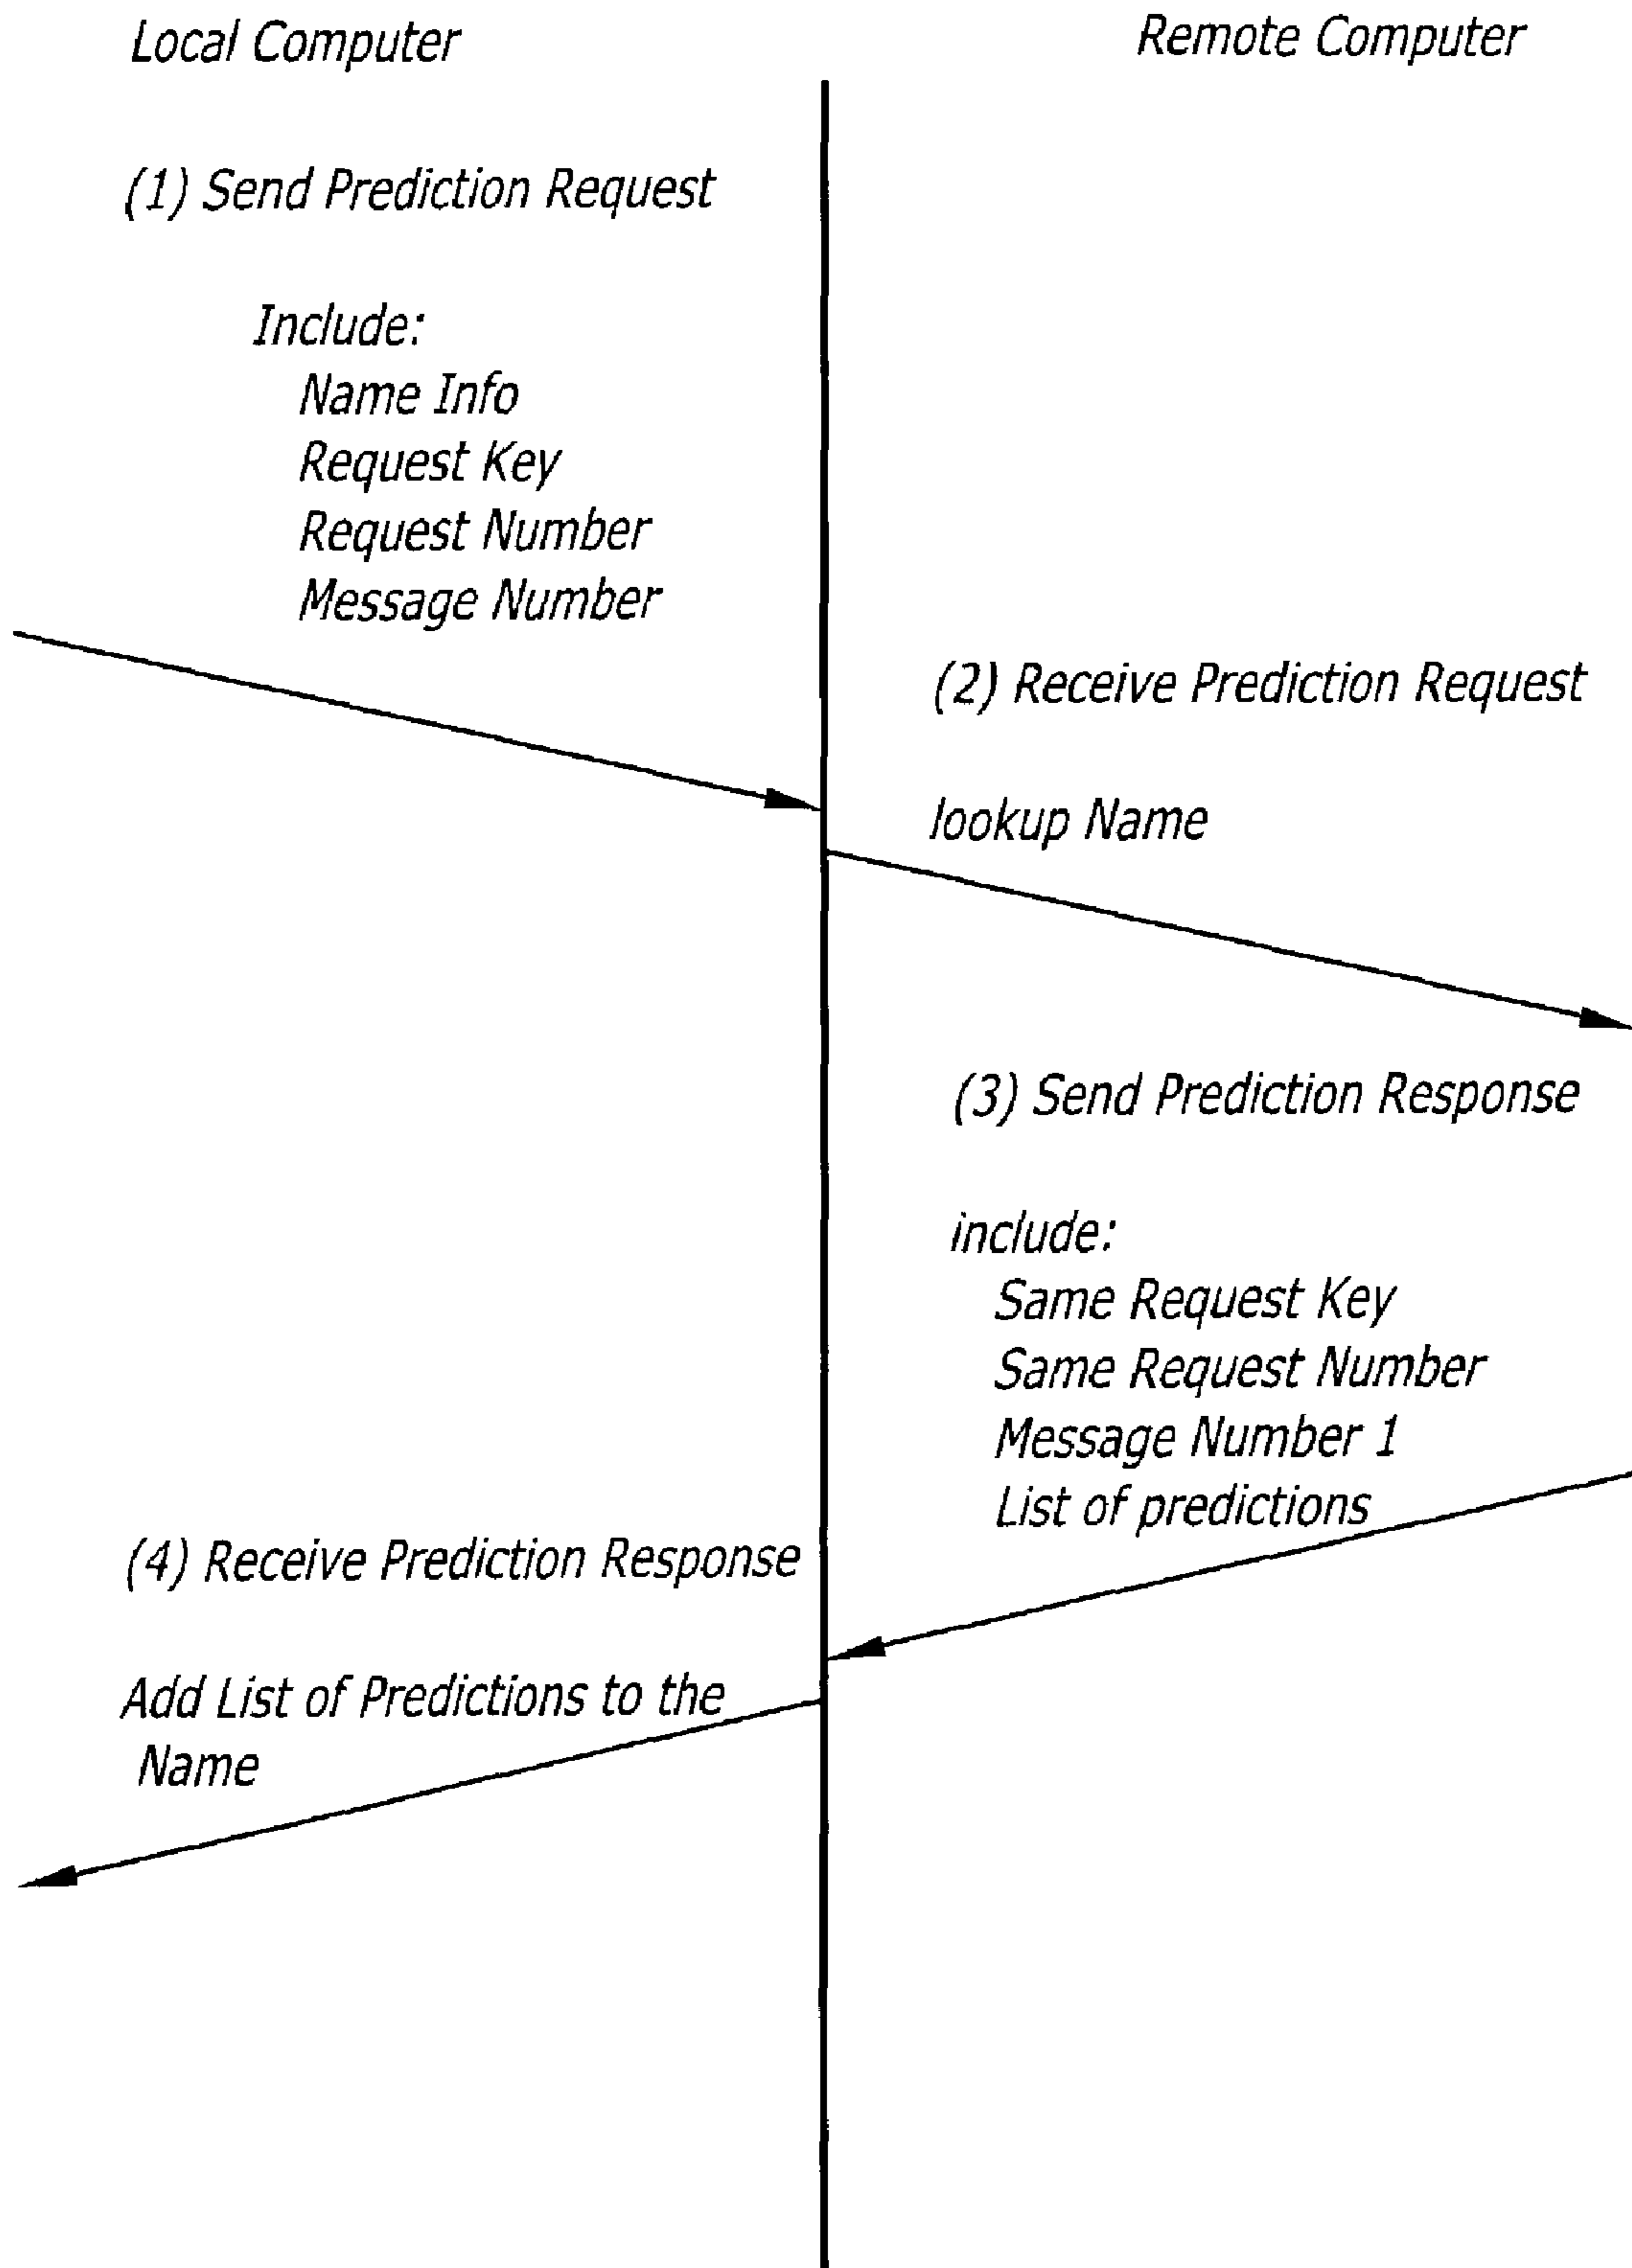 Local Computer
Remote Computer
(1) Send Prediction Request
Include:
Name Info
Request Key
Request Number
Message Number
(2) Receive Prediction Request
lookup Name
(3) Send Prediction Response
include:
Same Request Key
Same Request Number
Message Number 1
List of predictions
(4) Receive Prediction Response
Add List of Predictions to the
Name